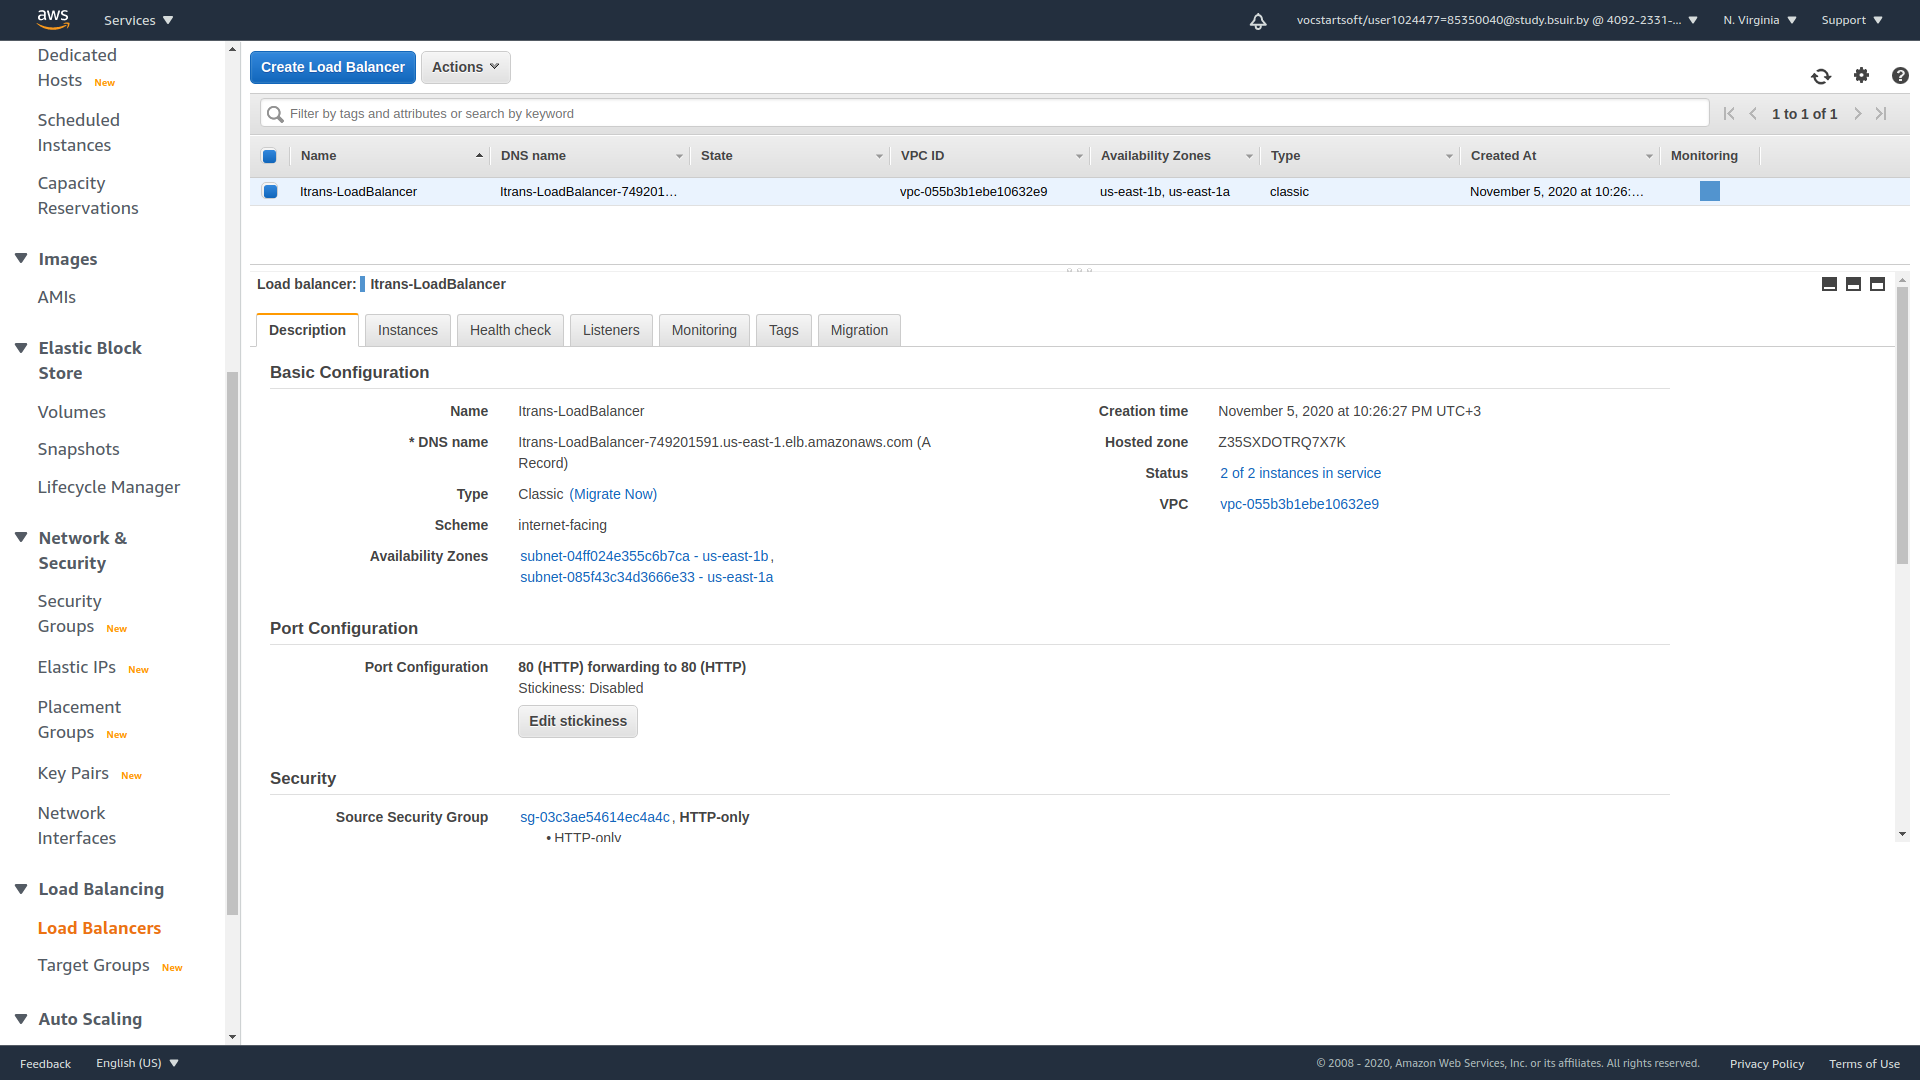 aws Services vocstartsoft/user1024477=85350040@study.bsuir.by @ 4092-2331-... N. Virginia Support
Dedicated
Hosts New
Scheduled
Instances
Capacity
Reservations
Images
AMIs
Elastic Block
Store
Volumes
Snapshots
Lifecycle Manager
Network &
Security
Security
Groups New
Elastic IPs New
Placement
Groups New
Key Pairs New
Network
Interfaces
Load Balancing
Load Balancers
Target Groups New
Auto Scaling
Create Load Balancer Actions
Filter by tags and attributes or search by keyword 1 to 1 of 1
Name DNS name State VPC ID Availability Zones Type Created At Monitoring
Itrans-LoadBalancer Itrans-LoadBalancer-749201... vpc-055b3b1ebe10632e9 us-east-1b, us-east-1a classic November 5, 2020 at 10:26:...
Load balancer: Itrans-LoadBalancer
Description Instances Health check Listeners Monitoring Tags Migration
Basic Configuration
Name Itrans-LoadBalancer
* DNS name Itrans-LoadBalancer-749201591.us-east-1.elb.amazonaws.com (A
Record)
Type Classic (Migrate Now)
Scheme internet-facing
Availability Zones subnet-04ff024e355c6b7ca - us-east-1b,
subnet-085f43c34d3666e33 - us-east-1a
Creation time November 5, 2020 at 10:26:27 PM UTC+3
Hosted zone Z35SXDOTRQ7X7K
Status 2 of 2 instances in service
VPC vpc-055b3b1ebe10632e9
Port Configuration
Port Configuration 80 (HTTP) forwarding to 80 (HTTP)
Stickiness: Disabled
Edit stickiness
Security
Source Security Group sg-03c3ae54614ec4a4c, HTTP-only
• HTTP-only
Feedback English (US) © 2008 - 2020, Amazon Web Services, Inc. or its affiliates. All rights reserved. Privacy Policy Terms of Use